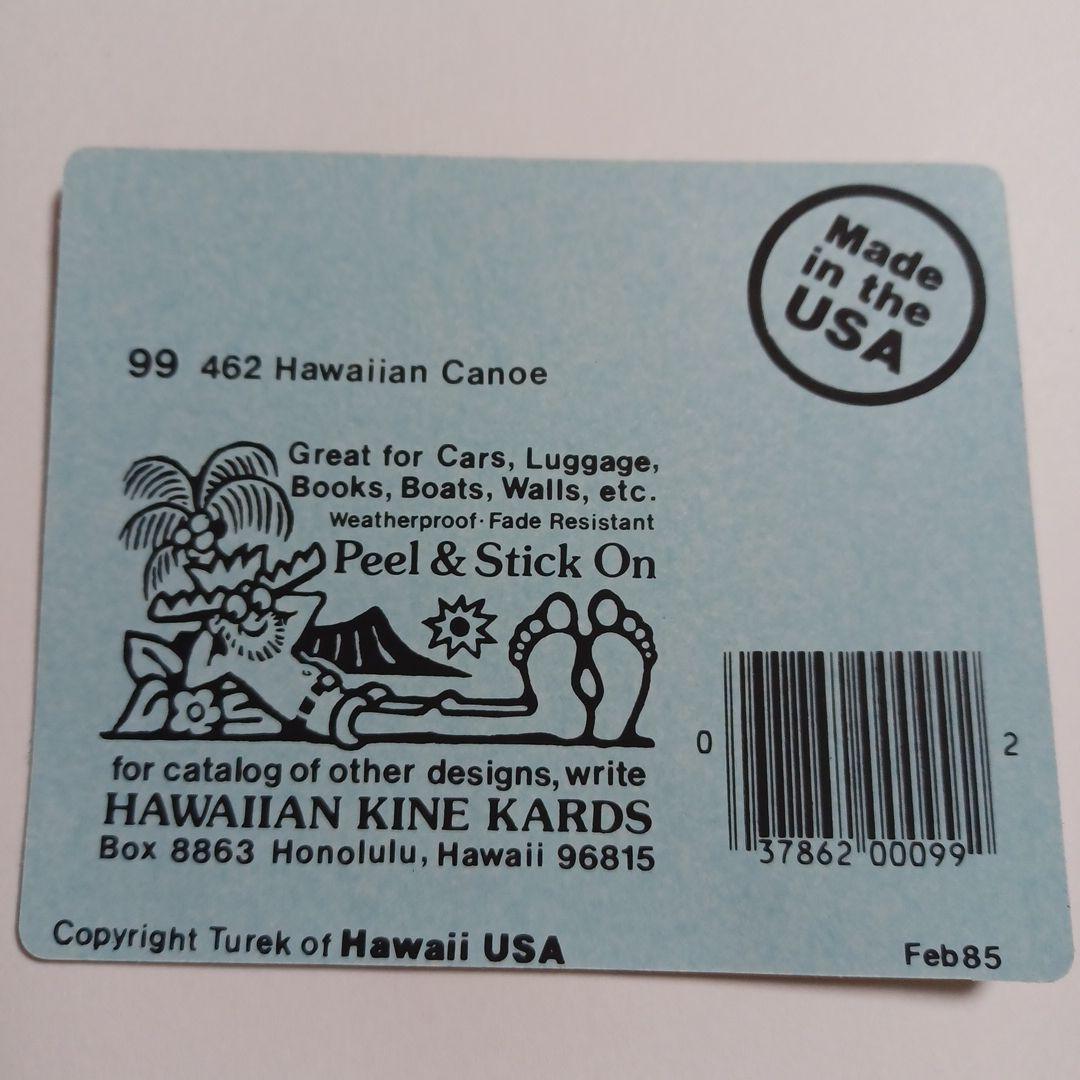 Made
in the
USA
99 462 Hawaiian Canoe
Great for Cars, Luggage,
Books, Boats, Walls, etc.
Weatherproof · Fade Resistant
Peel & Stick On
for catalog of other designs, write
HAWAIIAN KINE KARDS
Box 8863 Honolulu, Hawaii 96815
0 37862 00099 2
Copyright Turek of Hawaii USA
Feb85